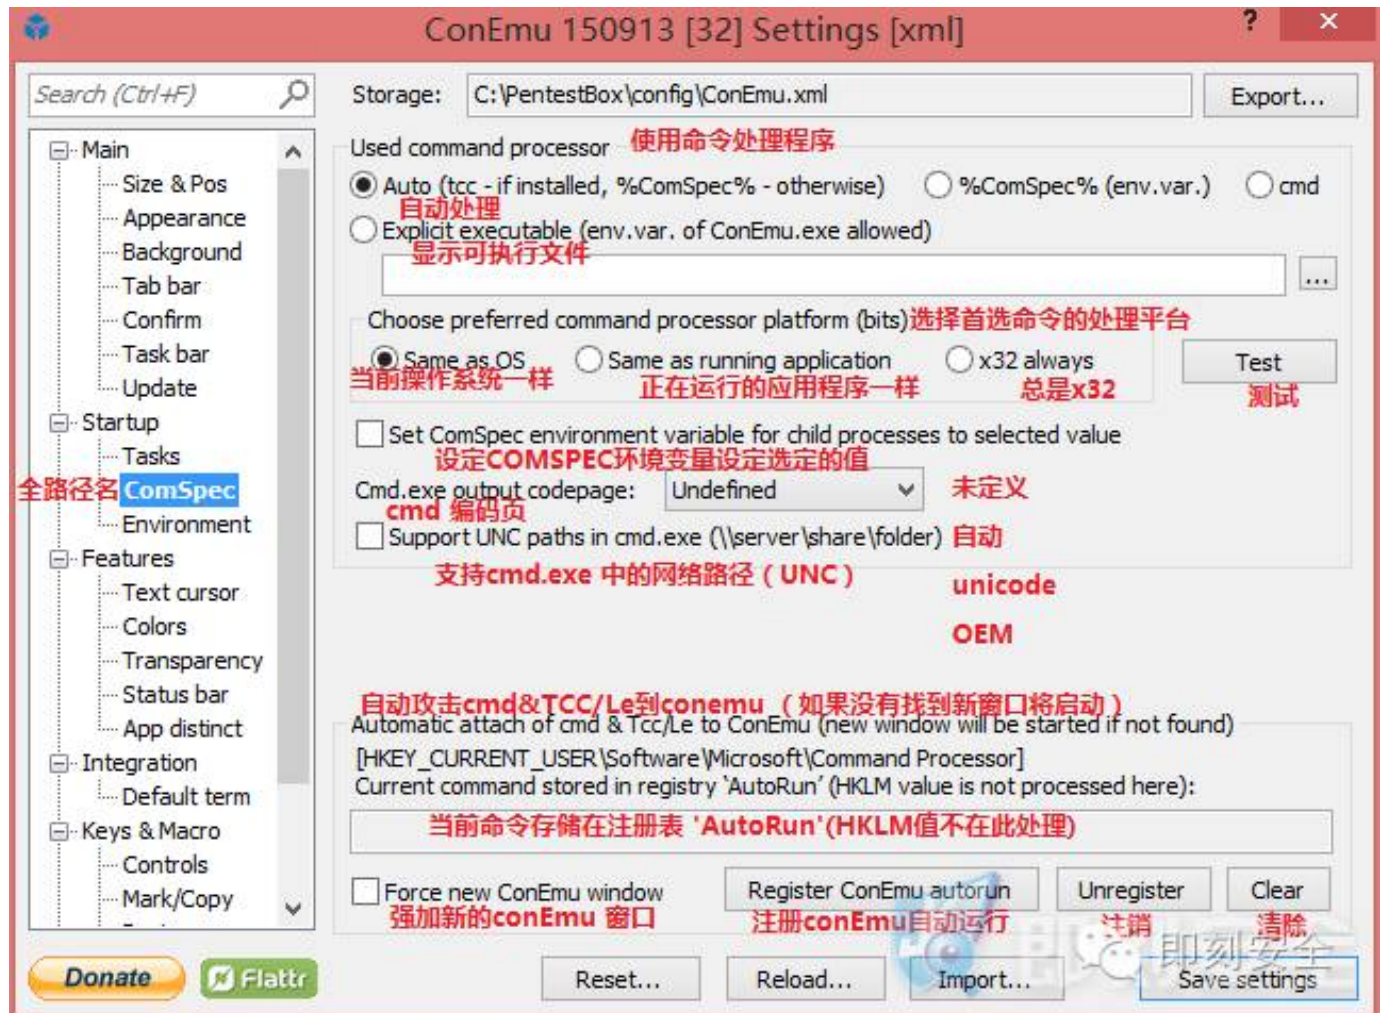 ConEmu 150913 [32] Settings [xml]
?
Search (Ctrl+F)
Storage:
C:\PentestBox\config\ConEmu.xml
Export...
Main
Size & Pos
Appearance
Background
Tab bar
Confirm
Task bar
Update
Startup
Tasks
全路径名
ComSpec
Environment
Features
Text cursor
Colors
Transparency
Status bar
App distinct
Integration
Default term
Keys & Macro
Controls
Mark/Copy
Used command processor
使用命令处理程序
Auto (tcc - if installed, %ComSpec% - otherwise)
%ComSpec% (env.var.)
cmd
自动处理
Explicit executable (env.var. of ConEmu.exe allowed)
显示可执行文件
...
Choose preferred command processor platform (bits)
选择首选命令的处理平台
Same as OS
Same as running application
x32 always
Test
当前操作系统一样
正在运行的应用程序一样
总是x32
测试
Set ComSpec environment variable for child processes to selected value
设定COMSPEC环境变量设定选定的值
Cmd.exe output codepage:
Undefined
未定义
cmd 编码页
Support UNC paths in cmd.exe (\\server\share\folder)
自动
支持cmd.exe 中的网络路径（UNC）
unicode
OEM
自动攻击cmd&TCC/Le到conemu （如果没有找到新窗口将启动）
Automatic attach of cmd & Tcc/Le to ConEmu (new window will be started if not found)
[HKEY_CURRENT_USER\Software\Microsoft\Command Processor]
Current command stored in registry `AutoRun' (HKLM value is not processed here):
当前命令存储在注册表 'AutoRun'(HKLM值不在此处理)
Force new ConEmu window
Register ConEmu autorun
Unregister
Clear
强加新的conEmu 窗口
注册conEmu自动运行
注销
清除
即刻安全
Donate
Flattr
Reset...
Reload...
Import...
Save settings